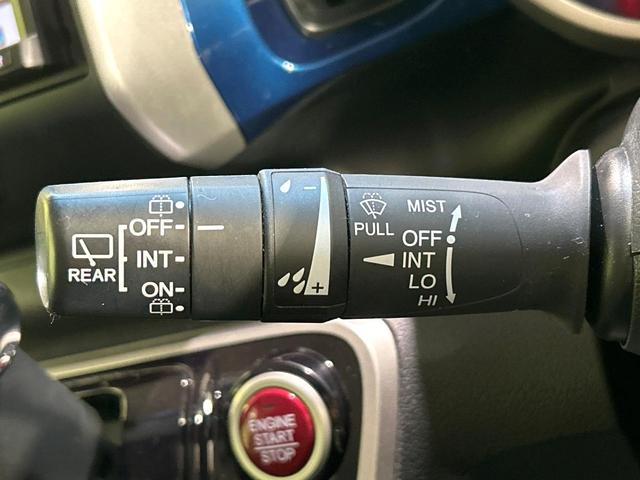 REAR
OFF
INT
ON
- 
+
PULL
MIST
OFF
INT
LO
HI
ENGINE
START
STOP